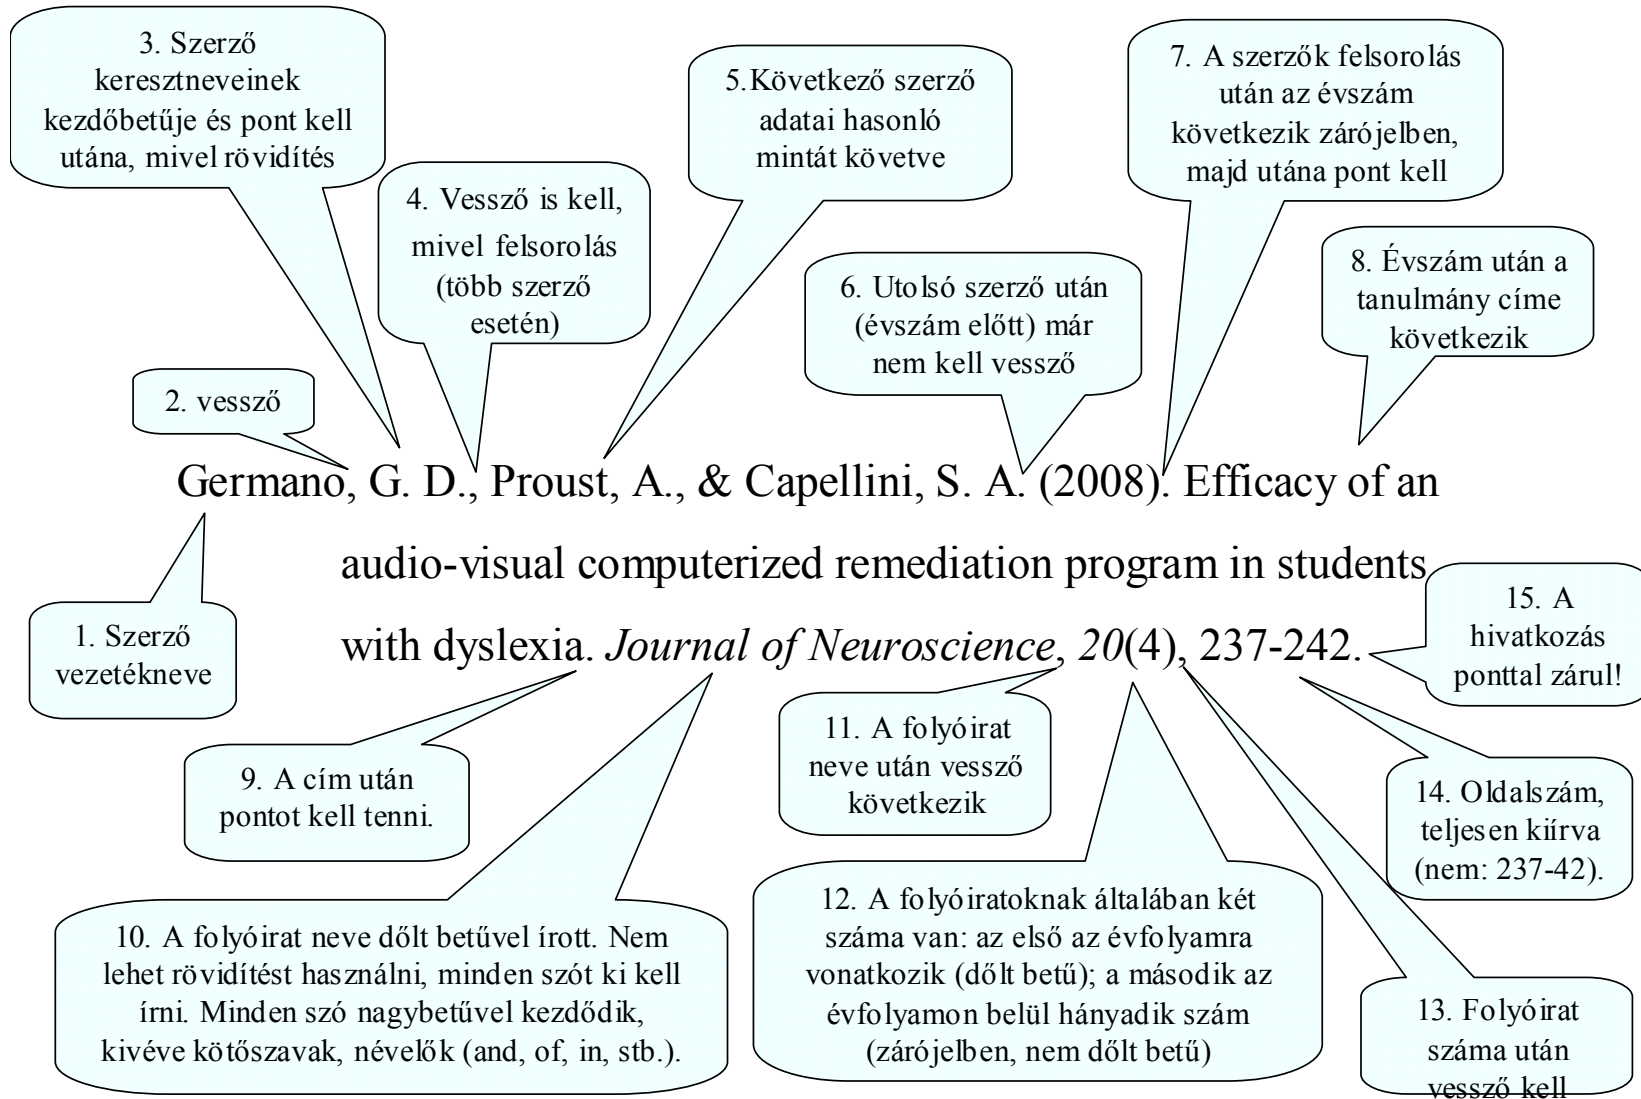 3. Szerző
keresztneveinek
kezdőbetűje és pont kell
utána, mivel rövidítés
4. Vessző is kell,
mivel felsorolás
(több szerző
esetén)
5.Következő szerző
adatai hasonló
mintát követve
6. Utolsó szerző után
(évszám előtt) már
nem kell vessző
7. A szerzők felsorolás
után az évszám
következik zárójelben,
majd utána pont kell
8. Évszám után a
tanulmány címe
következik
2. vessző
Germano, G. D., Proust, A., & Capellini, S. A. (2008). Efficacy of an
audio-visual computerized remediation program in students
with dyslexia. Journal of Neuroscience, 20(4), 237-242.
1. Szerző
vezetékneve
15. A
hivatkozás
ponttal zárul!
9. A cím után
pontot kell tenni.
11. A folyóirat
neve után vessző
következik
14. Oldalszám,
teljesen kiírva
(nem: 237-42).
10. A folyóirat neve dőlt betűvel írott. Nem
lehet rövidítést használni, minden szót ki kell
írni. Minden szó nagybetűvel kezdődik,
kivéve kötőszavak, névelők (and, of, in, stb.).
12. A folyóiratoknak általában két
száma van: az első az évfolyamra
vonatkozik (dőlt betű); a második az
évfolyamon belül hányadik szám
(zárójelben, nem dőlt betű)
13. Folyóirat
száma után
vessző kell